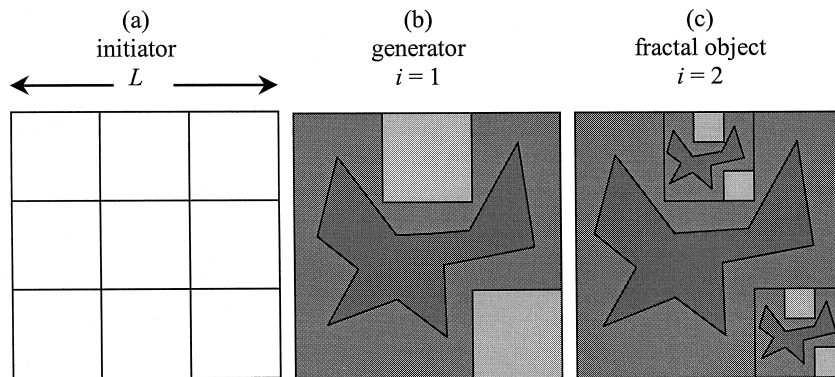 (a)
initiator
L
(b)
generator
i = 1
(c)
fractal object
i = 2